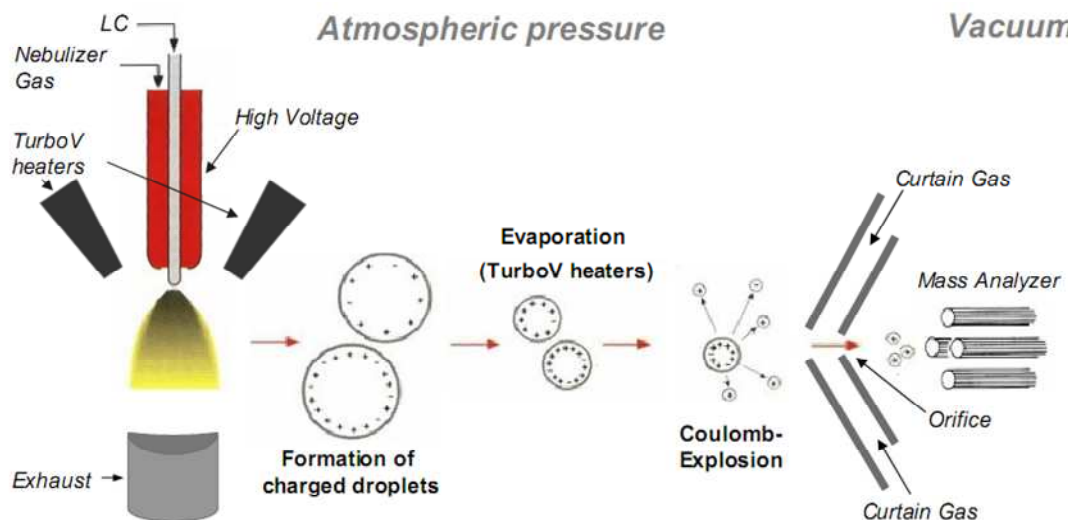 LC
Atmospheric pressure
Vacuum
Nebulizer
Gas
High Voltage
TurboV
heaters
Curtain Gas
Evaporation
(TurboV heaters)
Mass Analyzer
Orifice
Coulomb-
Explosion
Formation of
charged droplets
Exhaust
Curtain Gas